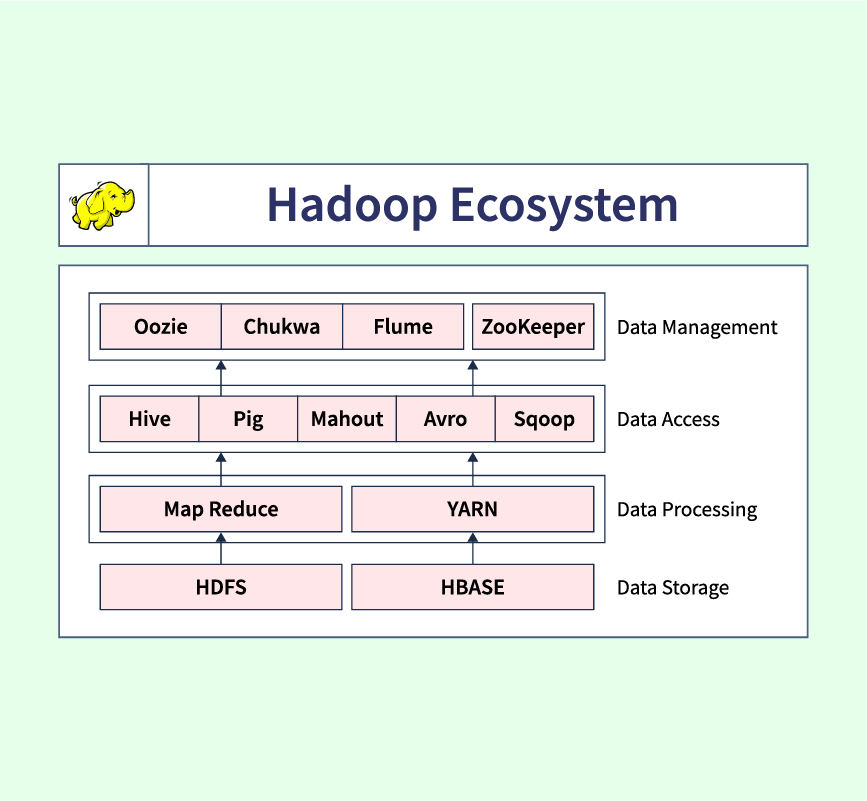 Hadoop Ecosystem
Oozie Chukwa Flume ZooKeeper Data Management
Hive Pig Mahout Avro Sqoop Data Access
Map Reduce YARN Data Processing
HDFS HBASE Data Storage